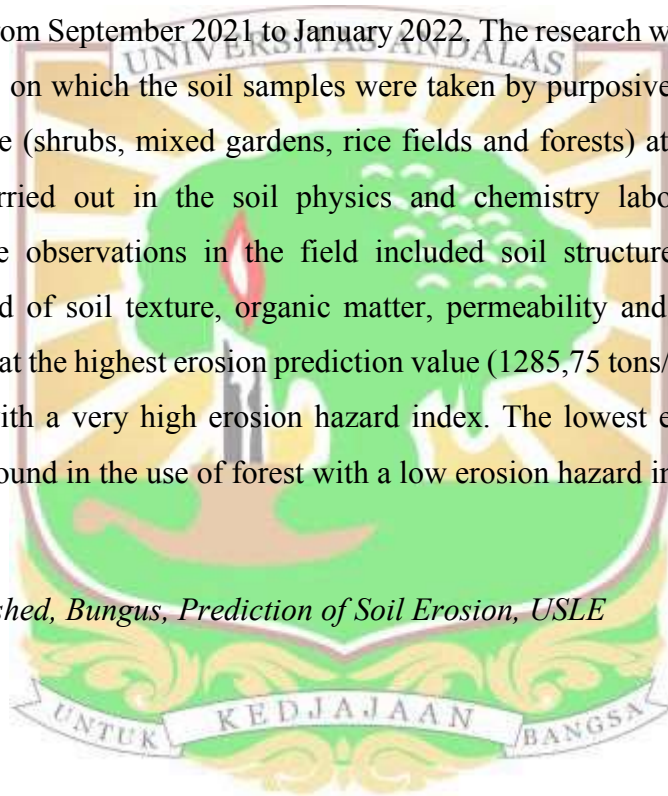 from September 2021 to January 2022. The research w
UNIVERSITAS ANDALAS
on which the soil samples were taken by purposive
e (shrubs, mixed gardens, rice fields and forests) at
rried out in the soil physics and chemistry labo
e observations in the field included soil structure
d of soil texture, organic matter, permeability and
at the highest erosion prediction value (1285,75 tons/
ith a very high erosion hazard index. The lowest e
ound in the use of forest with a low erosion hazard in
shed, Bungus, Prediction of Soil Erosion, USLE
UNTUK KEDJAJAAN BANGSA